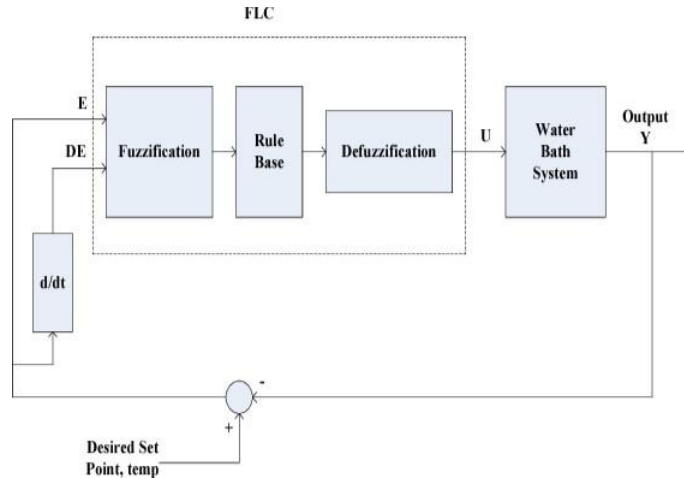 FLC
E
DE
Fuzzification
Rule
Base
Defuzzification
U
Water
Bath
System
Output
Y
d/dt
-
+
Desired Set
Point, temp